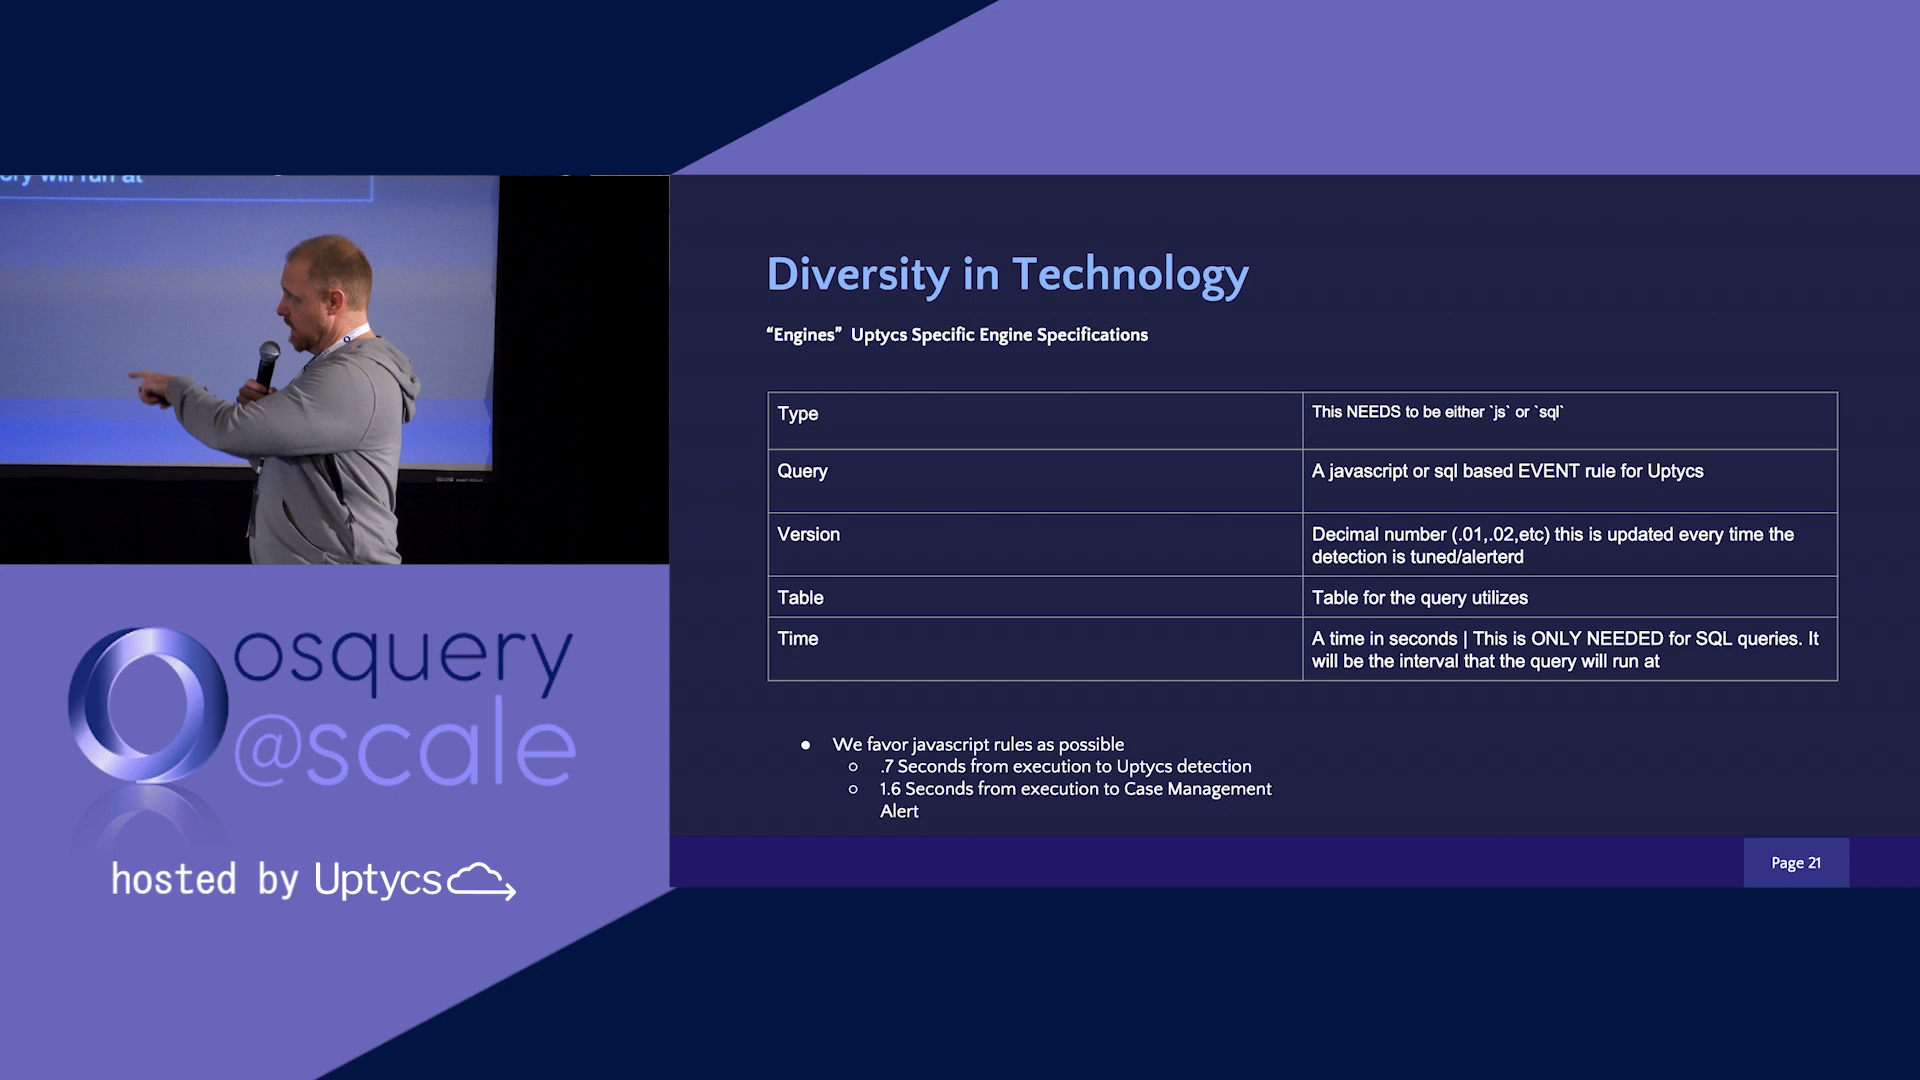 ery will run at
Diversity in Technology
“Engines” Uptycs Specific Engine Specifications
Type
This NEEDS to be either `js` or `sql`
Query
A javascript or sql based EVENT rule for Uptycs
Version
Decimal number (.01,.02,etc) this is updated every time the
detection is tuned/alerterd
Table
Table for the query utilizes
Time
A time in seconds | This is ONLY NEEDED for SQL queries. It
will be the interval that the query will run at
● We favor javascript rules as possible
○ .7 Seconds from execution to Uptycs detection
○ 1.6 Seconds from execution to Case Management
Alert
Page 21
osquery
@scale
hosted by Uptycs